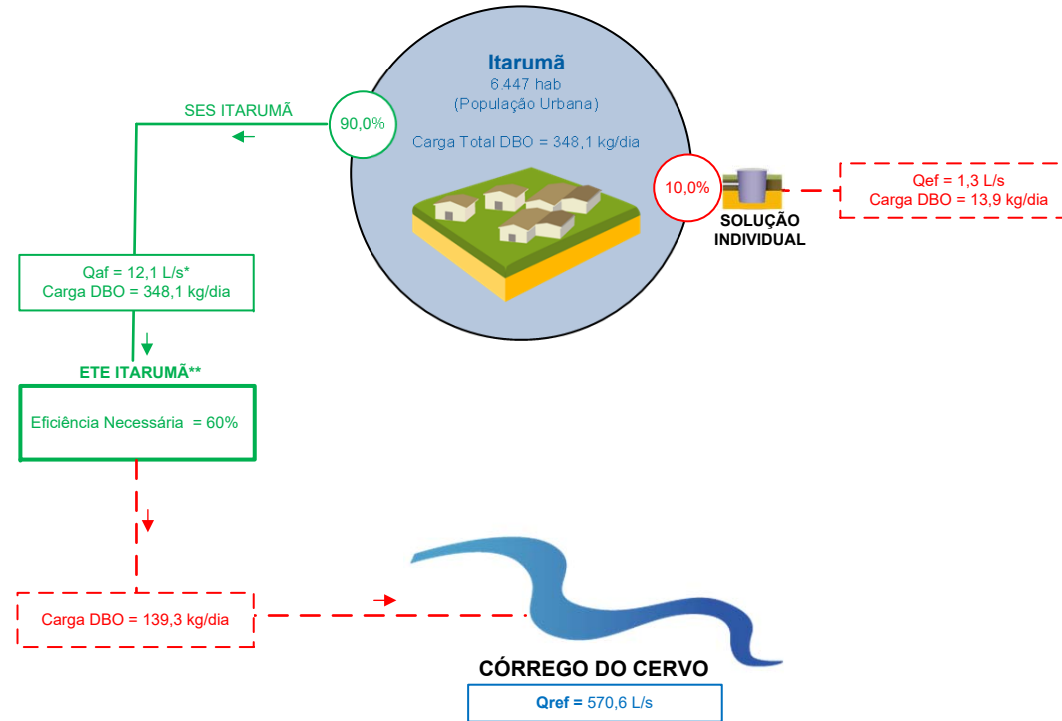 Itarumã
6.447 hab
(População Urbana)
Carga Total DBO = 348,1 kg/dia
SES ITARUMÃ
90,0%
10,0%
SOLUÇÃO
INDIVIDUAL
Qef = 1,3 L/s
Carga DBO = 13,9 kg/dia
Qaf = 12,1 L/s*
Carga DBO = 348,1 kg/dia
ETE ITARUMÃ**
Eficiência Necessária = 60%
Carga DBO = 139,3 kg/dia
CÓRREGO DO CERVO
Qref = 570,6 L/s